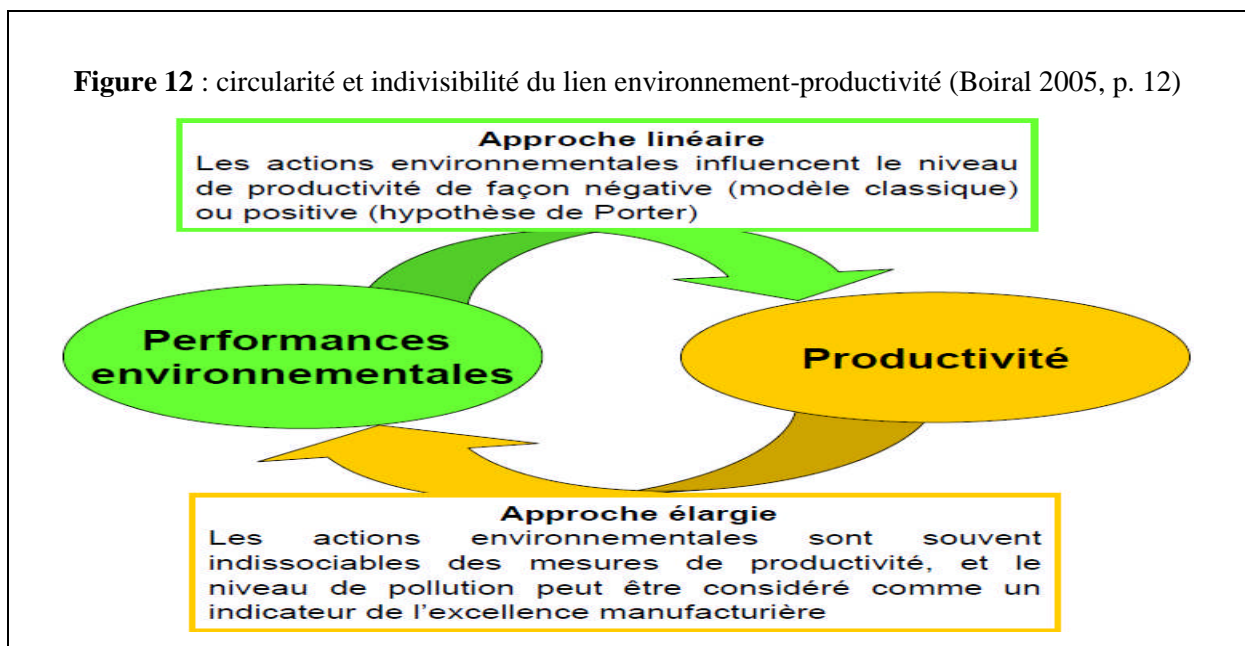 Figure 12 : circularité et indivisibilité du lien environnement-productivité (Boiral 2005, p. 12)
Approche linéaire
Les actions environnementales influencent le niveau
de productivité de façon négative (modèle classique)
ou positive (hypothèse de Porter)
Performances
environnementales
Productivité
Approche élargie
Les actions environnementales sont souvent
indissociables des mesures de productivité, et le
niveau de pollution peut être considéré comme un
indicateur de l'excellence manufacturière